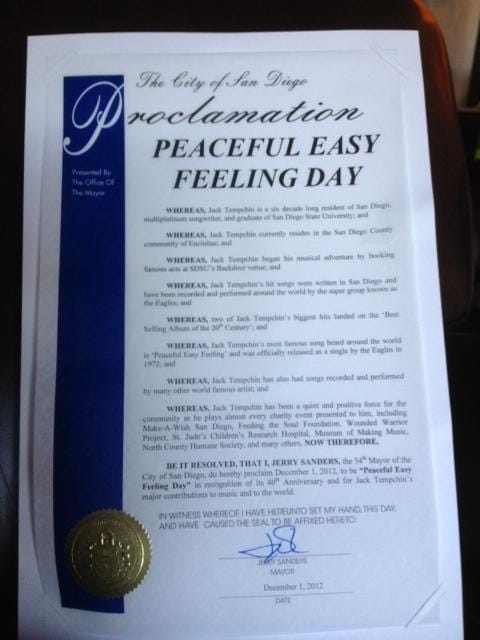 The City of San Diego
Proclamation
PEACEFUL EASY
FEELING DAY
Presented By
The Office Of
The Mayor
WHEREAS, Jack Tempchin is a six decade long resident of San Diego,
multiplatinum songwriter, and graduate of San Diego State University; and
WHEREAS, Jack Tempchin currently resides in the San Diego County
community of Encinitas; and
WHEREAS, Jack Tempchin began his musical adventure by booking
famous acts at SDSU's Backdoor venue; and
WHEREAS, Jack Tempchin's hit songs were written in San Diego and
have been recorded and performed around the world by the super group known as
the Eagles; and
WHEREAS, two of Jack Tempchin's biggest hits landed on the 'Best
Selling Album of the 20th Century'; and
WHEREAS, Jack Tempchin's most famous song heard around the world
is 'Peaceful Easy Feeling' and was officially released as a single by the Eagles in
1972; and
WHEREAS, Jack Tempchin has also had songs recorded and performed
by many other world famous artist; and
WHEREAS, Jack Tempchin has been a quiet and positive force for the
community as he plays almost every charity event presented to him, including
Make-A-Wish San Diego, Feeding the Soul Foundation, Wounded Warrior
Project, St. Jude's Children's Research Hospital, Museum of Making Music,
North County Humane Society, and many others. NOW THEREFORE,
BE IT RESOLVED, THAT I, JERRY SANDERS, the 34th Mayor of the
City of San Diego, do hereby proclaim December 1, 2012, to be "Peaceful Easy
Feeling Day" in recognition of its 40th Anniversary and for Jack Tempchin's
major contributions to music and to the world.
IN WITNESS WHEREOF, I HAVE HEREUNTO SET MY HAND, THIS DAY,
AND HAVE CAUSED THE SEAL TO BE AFFIXED HERETO:
JERRY SANDERS
MAYOR
December 1, 2012
DATE